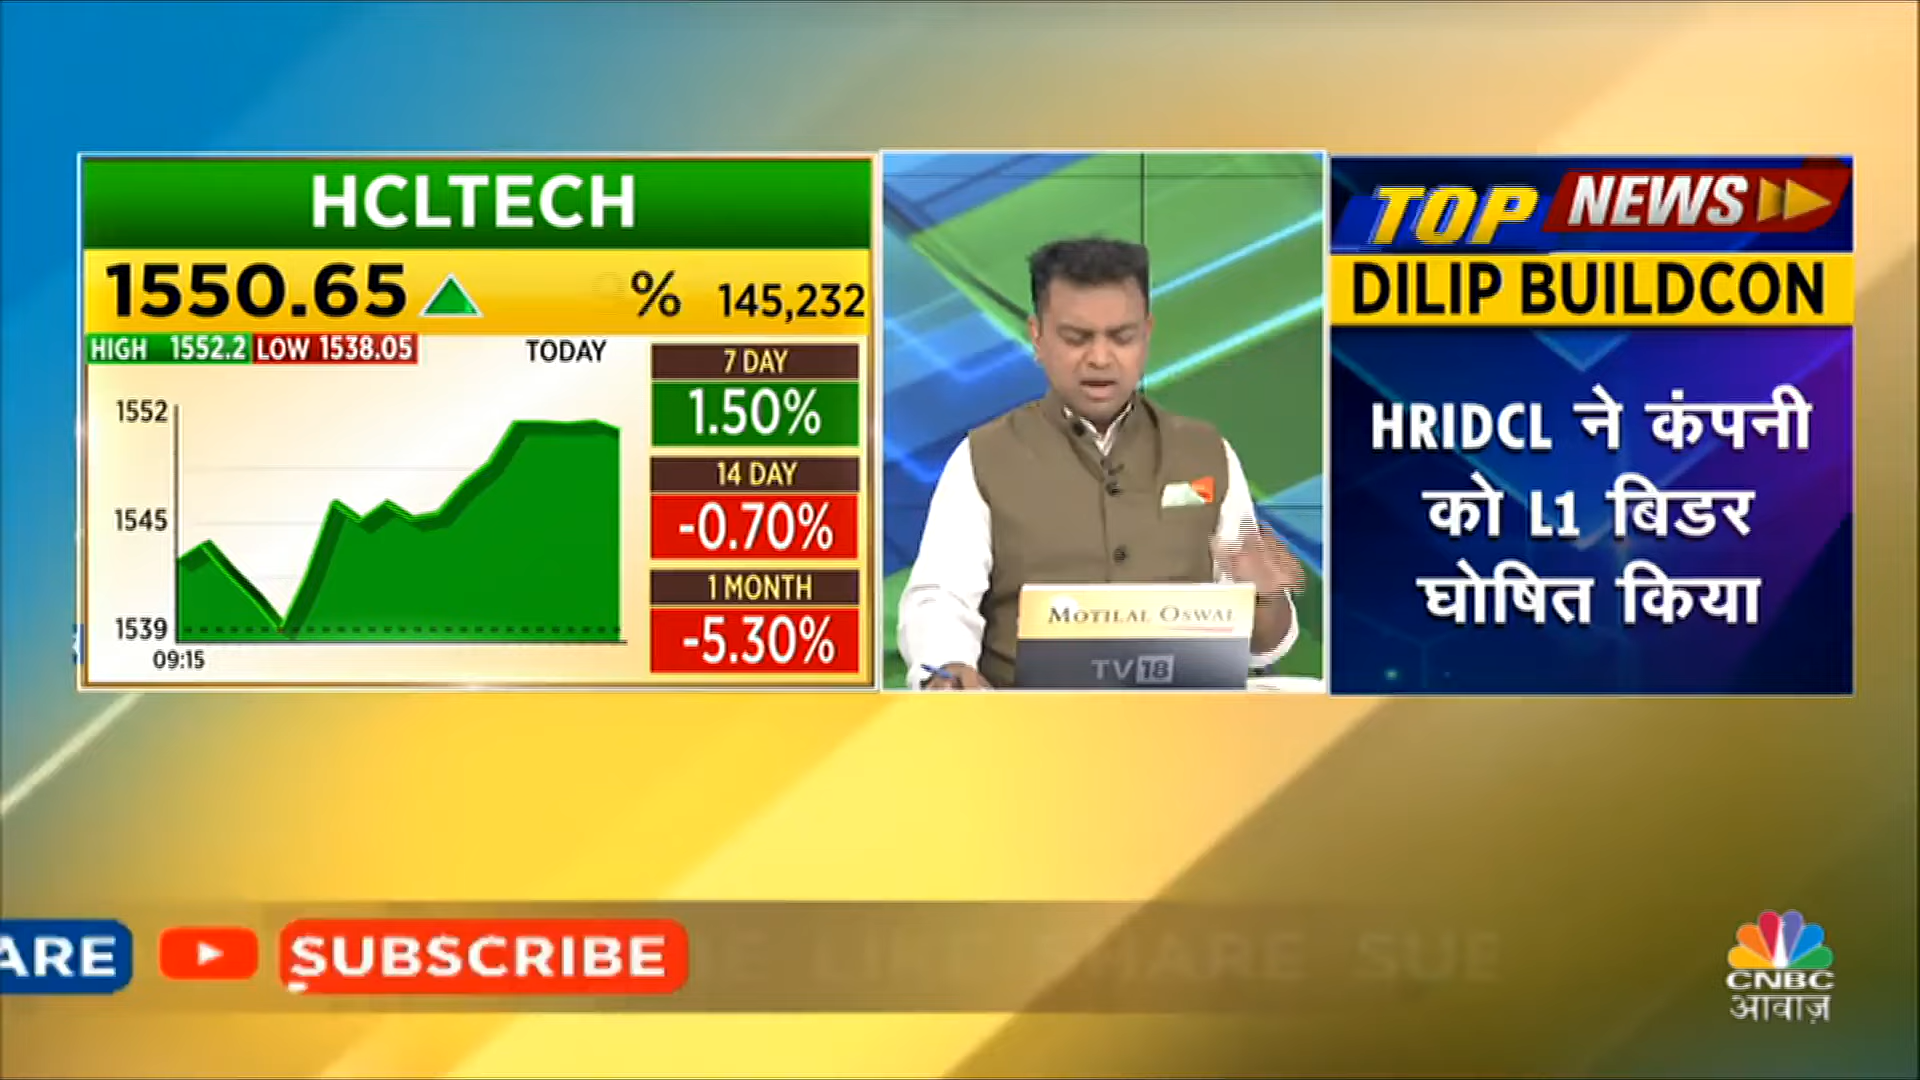 HCLTECH
1550.65 % 145,232
HIGH 1552.2 LOW 1538.05
TODAY
1552
1545
1539
09:15
7 DAY
1.50%
14 DAY
-0.70%
1 MONTH
-5.30%
MOTILAL OSWAL
TV18
TOP NEWS
DILIP BUILDCON
HRIDCL ने कंपनी
को L1 बिडर
घोषित किया
ARE SUBSCRIBE
CNBC
आवाज़